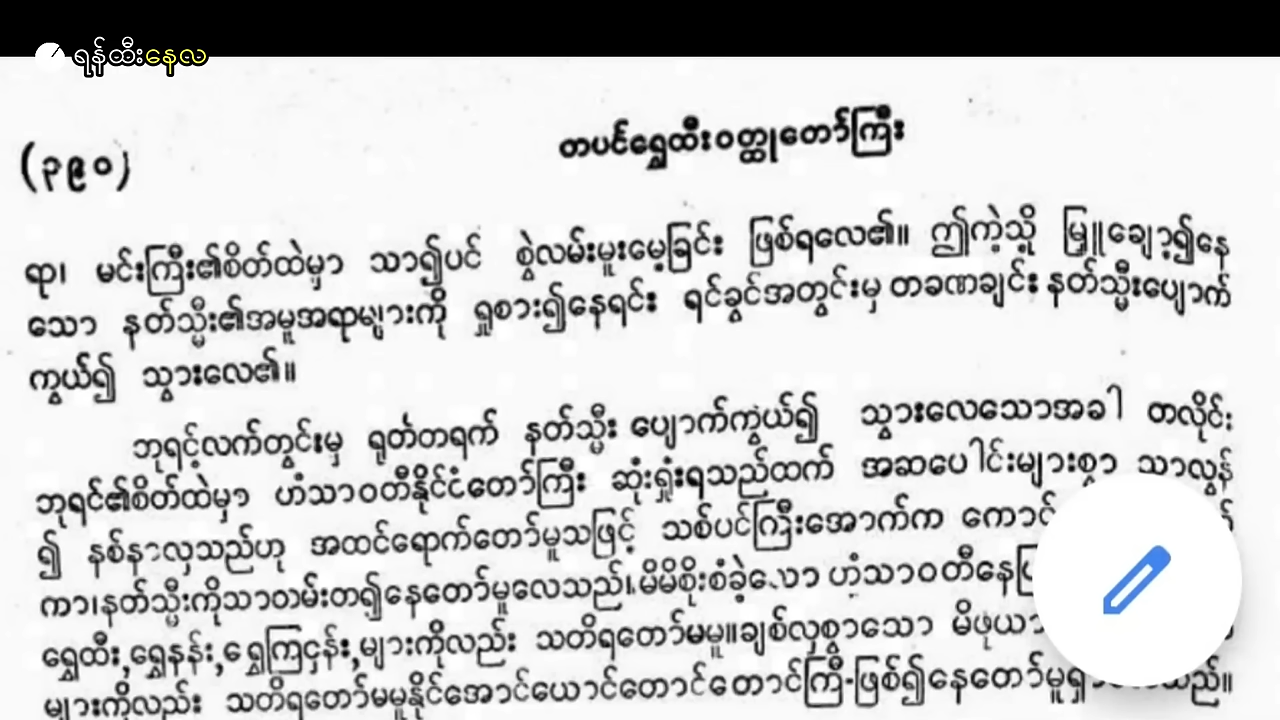 ရန်ထီးနေလ
တပင်ရွှေထီးဝတ္ထုတော်ကြီး
(၃၉၀)
ရာ၊ မင်းကြီး၏စိတ်ထဲမှာ သာ၍ပင် စွဲလမ်းမူးမေ့ခြင်း ဖြစ်ရလေ၏။ ဤကဲ့သို့ မြှူချော့၍နေ
သော နတ်သ္မီး၏အမူအရာများကို ရှုစား၍နေရင်း ရင်ခွင်အတွင်းမှ တခဏချင်း နတ်သ္မီးပျောက်
ကွယ်၍ သွားလေ၏။
ဘုရင့်လက်တွင်းမှ ရုတ်တရက် နတ်သ္မီး ပျောက်ကွယ်၍ သွားလေသောအခါ တလိုင်း
ဘုရင်၏စိတ်ထဲမှာ ဟံသာဝတီနိုင်ငံတော်ကြီး ဆုံးရှုံးရသည်ထက် အဆပေါင်းများစွာ သာလွန်
၍ နစ်နာလှသည်ဟု အထင်ရောက်တော်မူသဖြင့် သစ်ပင်ကြီးအောက်က
ကာ၊နတ်သ္မီးကိုသာတမ်းတ၍နေတော်မူလေသည်။မိမိစိုးစံခဲ့သော ဟံသာဝတီနေပြ
ရွှေထီး,ရွှေနန်း,ရွှေကြငှန်း,များကိုလည်း သတိရတော်မမူ။ချစ်လှစွာသော မိဖုယာ
များကိုလည်း သတိရတော်မမူနိုင်အောင်ယောင်တောင်တောင်ကြီးဖြစ်၍နေတော်မူရှာလေသည်။